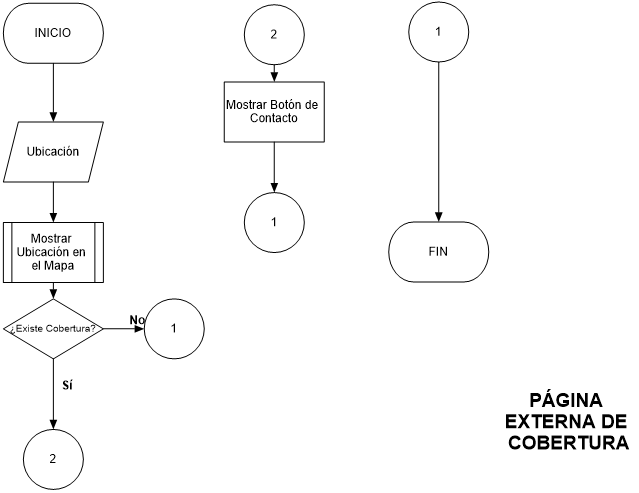 INICIO
Ubicación
Mostrar
Ubicación en
el Mapa
¿Existe Cobertura?
No
1
Sí
2
2
Mostrar Botón de
Contacto
1
1
FIN
PÁGINA
EXTERNA DE
COBERTURA